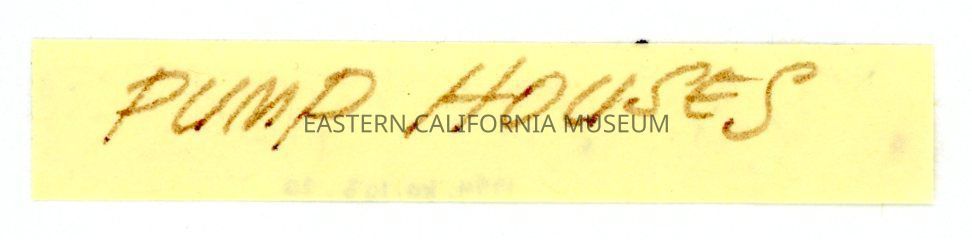 PUMP HOUSES
EASTERN CALIFORNIA MUSEUM